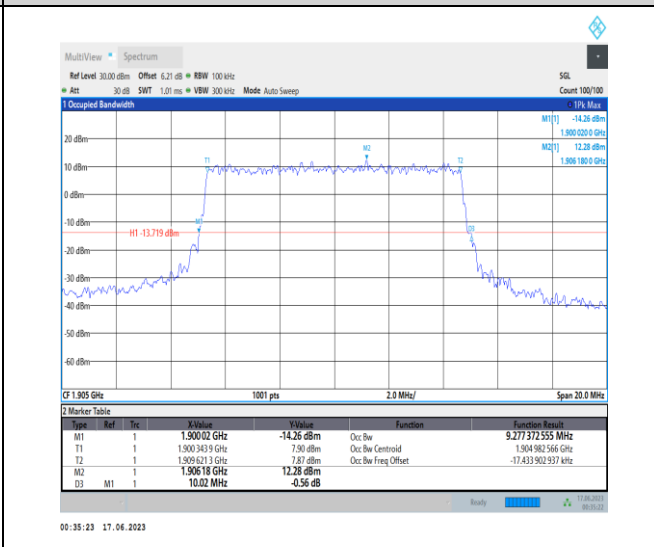 MultiView Spectrum
Ref Level 30.00 dBm Offset 6.21 dB RBW 100 kHz SGL
Att 30 dB SWT 1.01 ms VBW 300 kHz Mode Auto Sweep Count 100/100
1 Occupied Bandwidth 1Pk Max
M1[1] -14.26 dBm
1.900 020 0 GHz
M2[1] 12.28 dBm
1.906 180 0 GHz
20 dBm
M2
T1
T2
10 dBm
0 dBm
-10 dBm
M1
D3
H1 -13.719 dBm
-20 dBm
-30 dBm
-40 dBm
-50 dBm
-60 dBm
CF 1.905 GHz 1001 pts 2.0 MHz/ Span 20.0 MHz
2 Marker Table
Type Ref Trc X-Value Y-Value Function Function Result
M1 1 1.900 02 GHz -14.26 dBm Occ Bw 9.277 372 555 MHz
T1 1 1.900 343 9 GHz 7.90 dBm Occ Bw Centroid 1.904 982 566 GHz
T2 1 1.909 621 3 GHz 7.87 dBm Occ Bw Freq Offset -17.433 902 937 kHz
M2 1 1.906 18 GHz 12.28 dBm
D3 M1 1 10.02 MHz -0.56 dB
Ready 17.06.2023
00:35:22
00:35:23 17.06.2023